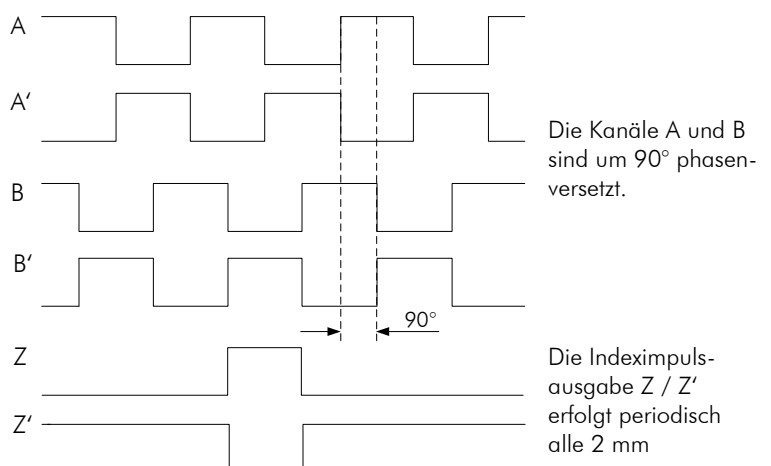 A
A‘
Die Kanäle A und B
sind um 90° phasen-
versetzt.
B
B‘
90°
Z
Die Indeximpuls-
ausgabe Z / Z‘
erfolgt periodisch
alle 2 mm
Z‘